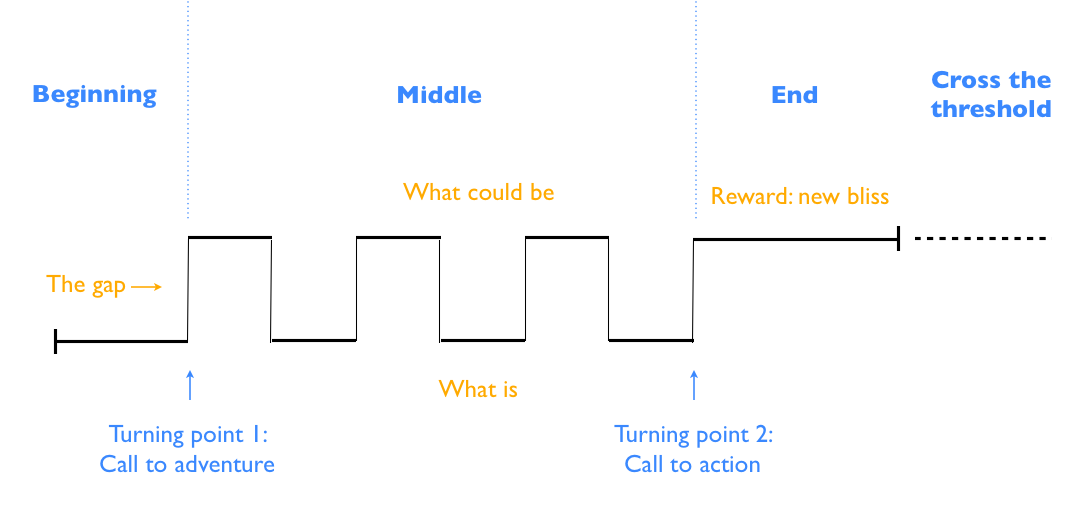 Beginning
Middle
End
Cross the
threshold
What could be
Reward: new bliss
The gap
What is
Turning point 1:
Call to adventure
Turning point 2:
Call to action